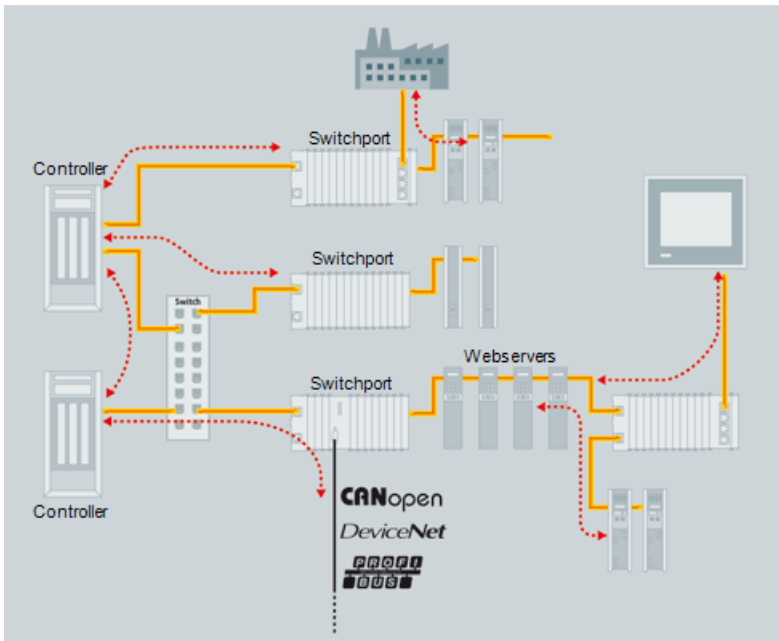 Switchport
Controller
Switchport
Switch
Webservers
Switchport
Controller
CANopen
DeviceNet
PROFI
BUS